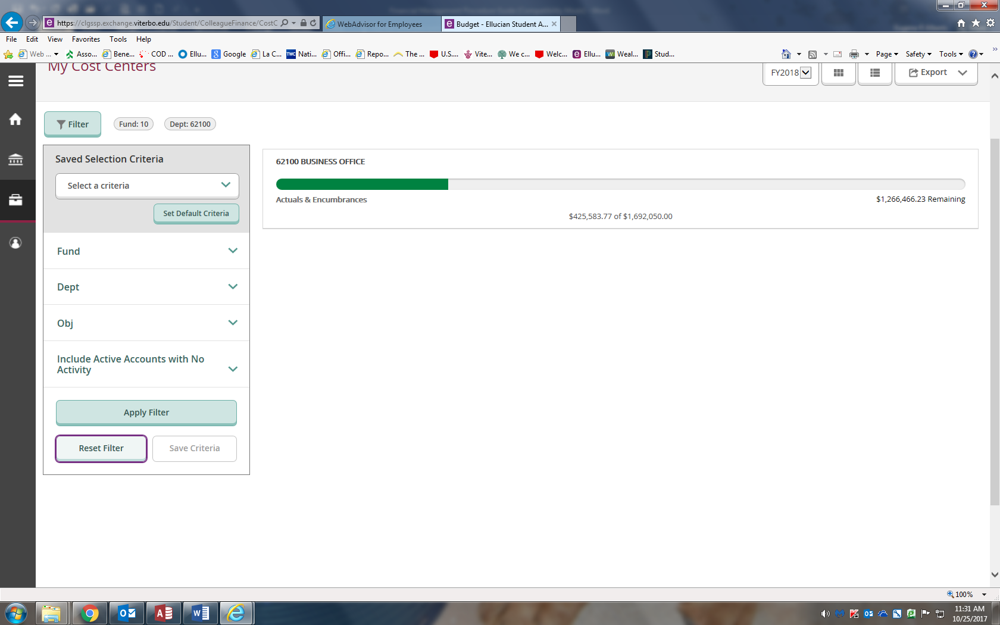 https://clgssp.exchange.viterbo.edu/Student/ColleagueFinance/CostC
WebAdvisor for Employees
Budget - Ellucian Student A...
File Edit View Favorites Tools Help
Web ... Asso... Bene... COD ... Ellu... Google La C... Nati... Offi... Repo... The ... U.S.... Vite... We c... Welc... Ellu... Weal... Stud... Page Safety Tools
My Cost Centers
FY2018
Export
Filter Fund: 10 Dept: 62100
Saved Selection Criteria
Select a criteria
Set Default Criteria
Fund
Dept
Obj
Include Active Accounts with No
Activity
Apply Filter
Reset Filter Save Criteria
62100 BUSINESS OFFICE
Actuals & Encumbrances
$1,266,466.23 Remaining
$425,583.77 of $1,692,050.00
100%
11:31 AM
10/25/2017